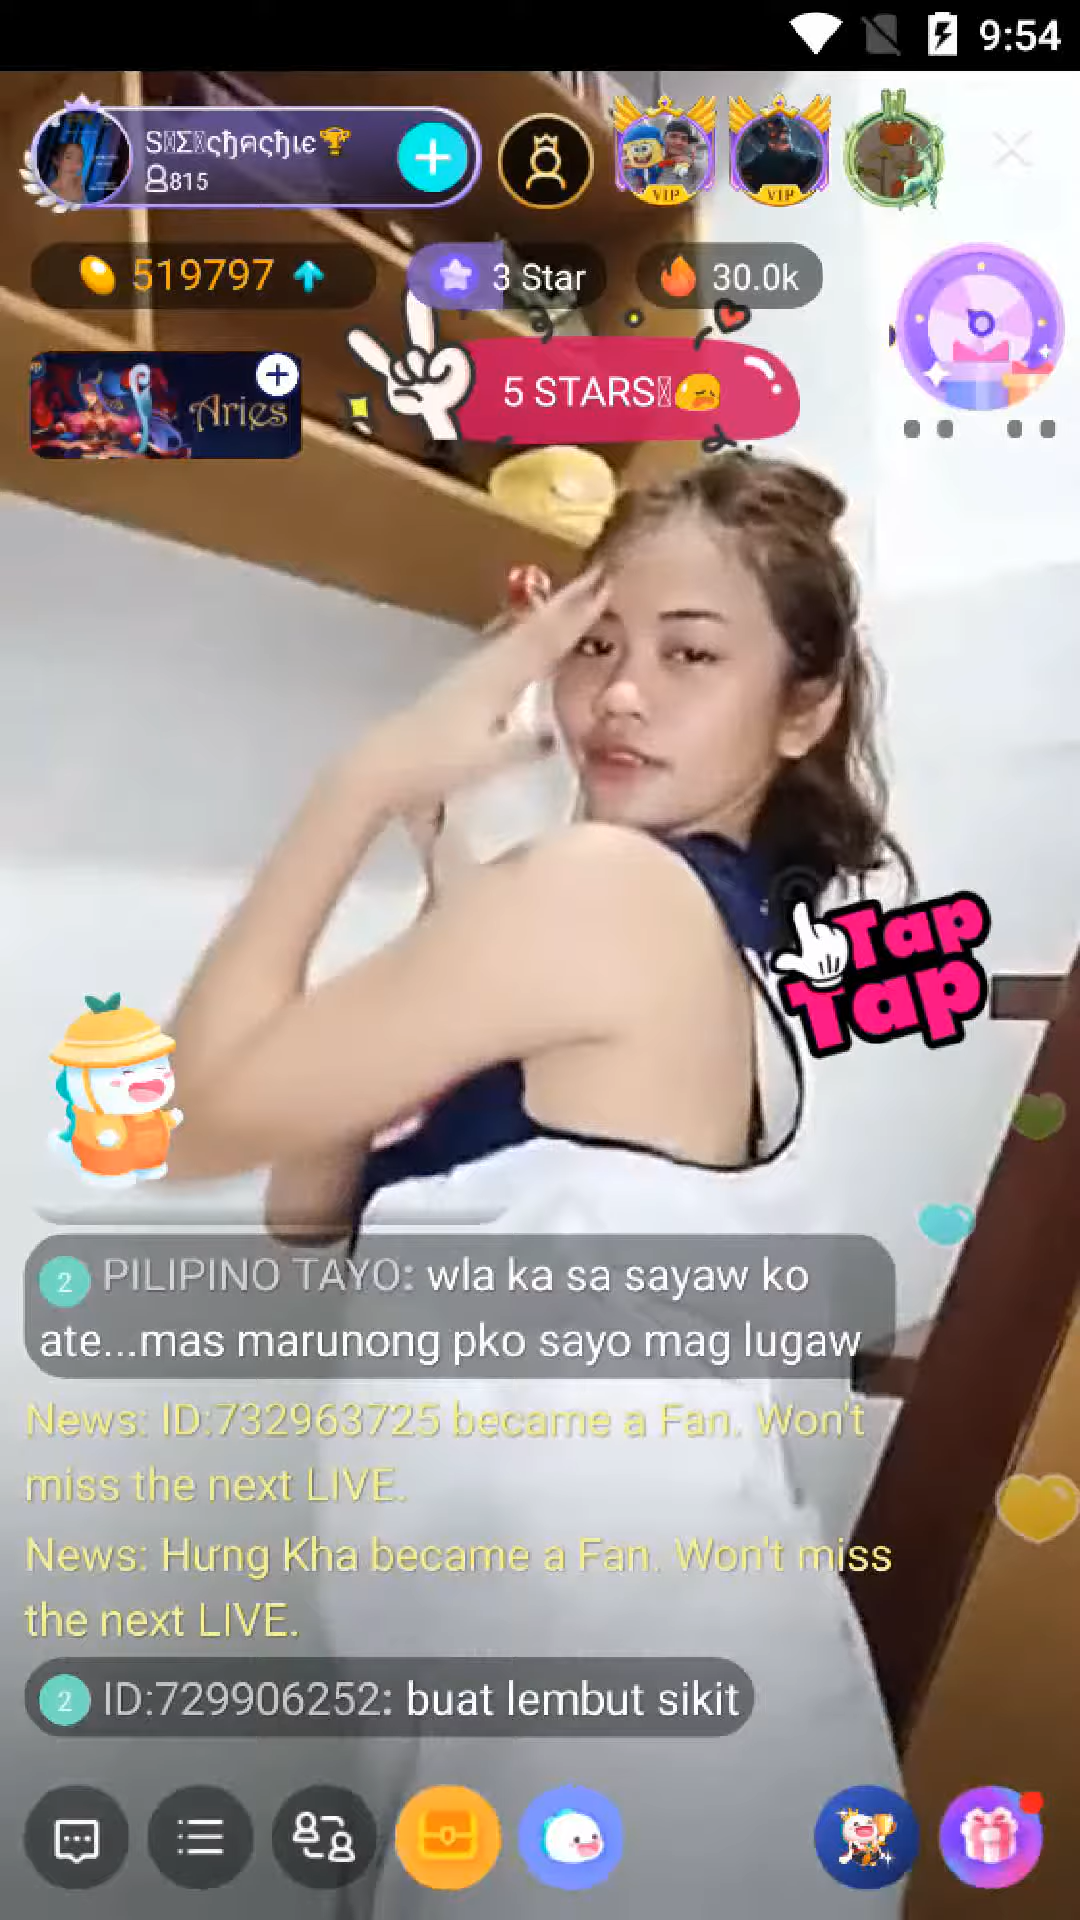 9:54
815
VIP
VIP
519797
3 Star
30.0k
5 STARS
Aries
Tap
Tap
2 PILIPINO TAYO: wla ka sa sayaw ko
ate...mas marunong pko sayo mag lugaw
News: ID:732963725 became a Fan. Won't
miss the next LIVE.
News: Hưng Kha became a Fan. Won't miss
the next LIVE.
2 ID:729906252: buat lembut sikit